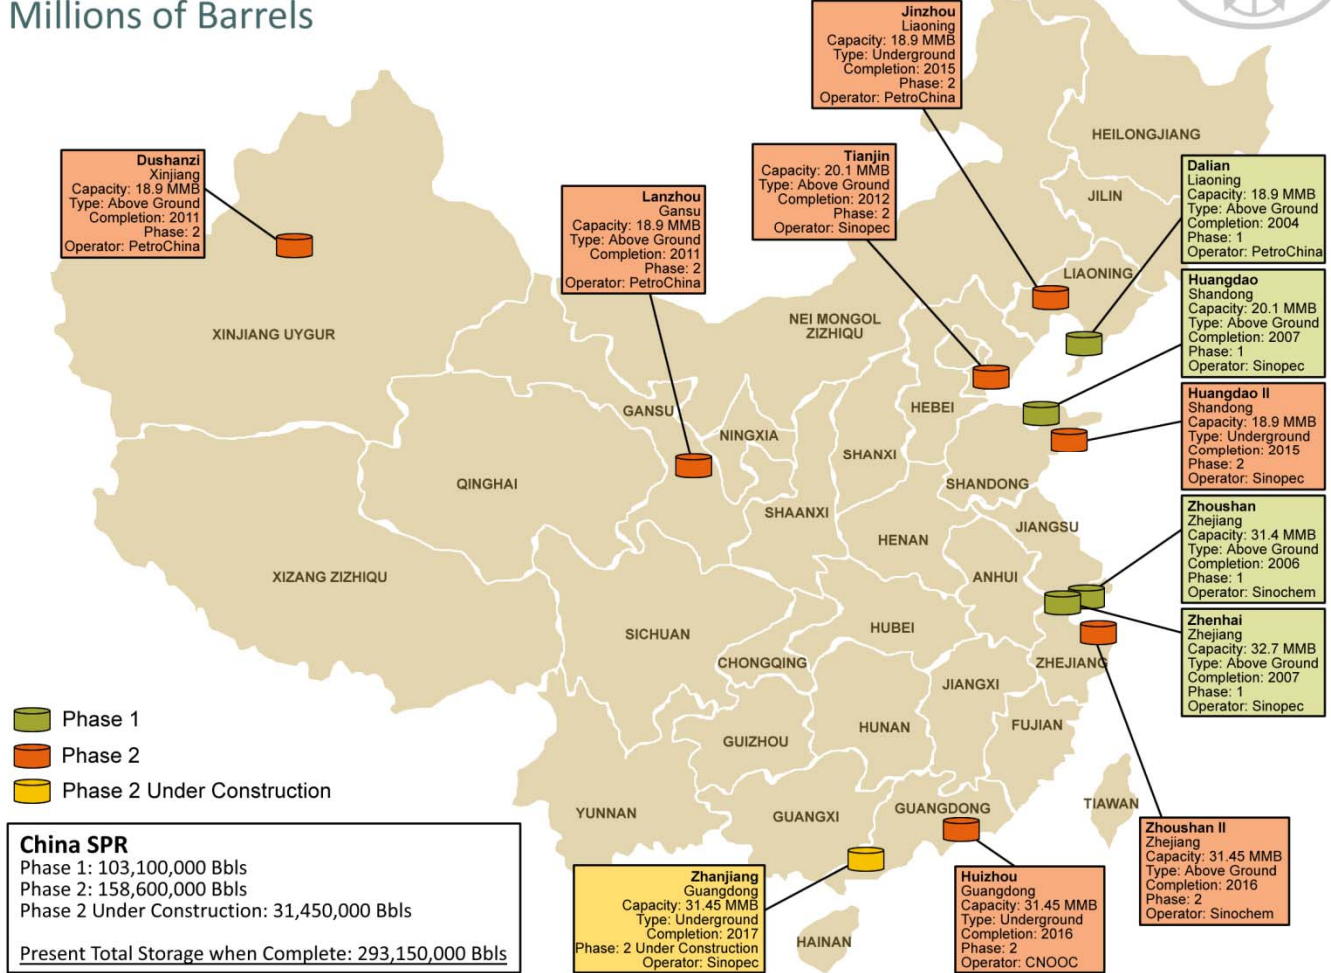 Millions of Barrels
Jinzhou
Liaoning
Capacity: 18.9 MMB
Type: Underground
Completion: 2015
Phase: 2
Operator: PetroChina
HEILONGJIANG
Dushanzi
Xinjiang
Capacity: 18.9 MMB
Type: Above Ground
Completion: 2011
Phase: 2
Operator: PetroChina
Lanzhou
Gansu
Capacity: 18.9 MMB
Type: Above Ground
Completion: 2011
Phase: 2
Operator: PetroChina
Tianjin
Capacity: 20.1 MMB
Type: Above Ground
Completion: 2012
Phase: 2
Operator: Sinopec
Dalian
Liaoning
Capacity: 18.9 MMB
Type: Above Ground
Completion: 2004
Phase: 1
Operator: PetroChina
JILIN
LIAONING
Huangdao
Shandong
Capacity: 20.1 MMB
Type: Above Ground
Completion: 2007
Phase: 1
Operator: Sinopec
XINJIANG UYGUR
NEI MONGOL
ZIZHIQU
GANSU
NINGXIA
HEBEI
SHANXI
QINGHAI
SHANDONG
Huangdao II
Shandong
Capacity: 18.9 MMB
Type: Underground
Completion: 2015
Phase: 2
Operator: Sinopec
SHAANXI
HENAN
JIANGSU
ANHUI
XIZANG ZIZHIQU
Zhoushan
Zhejiang
Capacity: 31.4 MMB
Type: Above Ground
Completion: 2006
Phase: 1
Operator: Sinochem
SICHUAN
HUBEI
CHONGQING
ZHEJIANG
JIANGXI
Zhenhai
Zhejiang
Capacity: 32.7 MMB
Type: Above Ground
Completion: 2007
Phase: 1
Operator: Sinopec
HUNAN
FUJIAN
GUIZHOU
YUNNAN
GUANGXI
GUANGDONG
TIAWAN
HAINAN
Phase 1
Phase 2
Phase 2 Under Construction
China SPR
Phase 1: 103,100,000 Bbls
Phase 2: 158,600,000 Bbls
Phase 2 Under Construction: 31,450,000 Bbls
Present Total Storage when Complete: 293,150,000 Bbls
Zhanjiang
Guangdong
Capacity: 31.45 MMB
Type: Underground
Completion: 2017
Phase: 2 Under Construction
Operator: Sinopec
Huizhou
Guangdong
Capacity: 31.45 MMB
Type: Underground
Completion: 2016
Phase: 2
Operator: CNOOC
Zhoushan II
Zhejiang
Capacity: 31.45 MMB
Type: Above Ground
Completion: 2016
Phase: 2
Operator: Sinochem